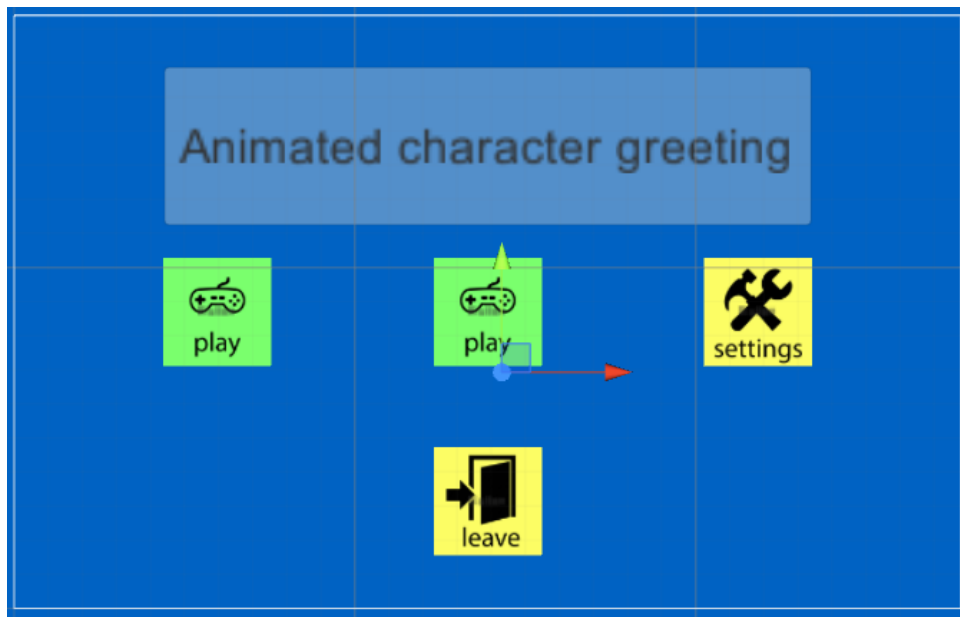 Animated character greeting
play
play
settings
leave